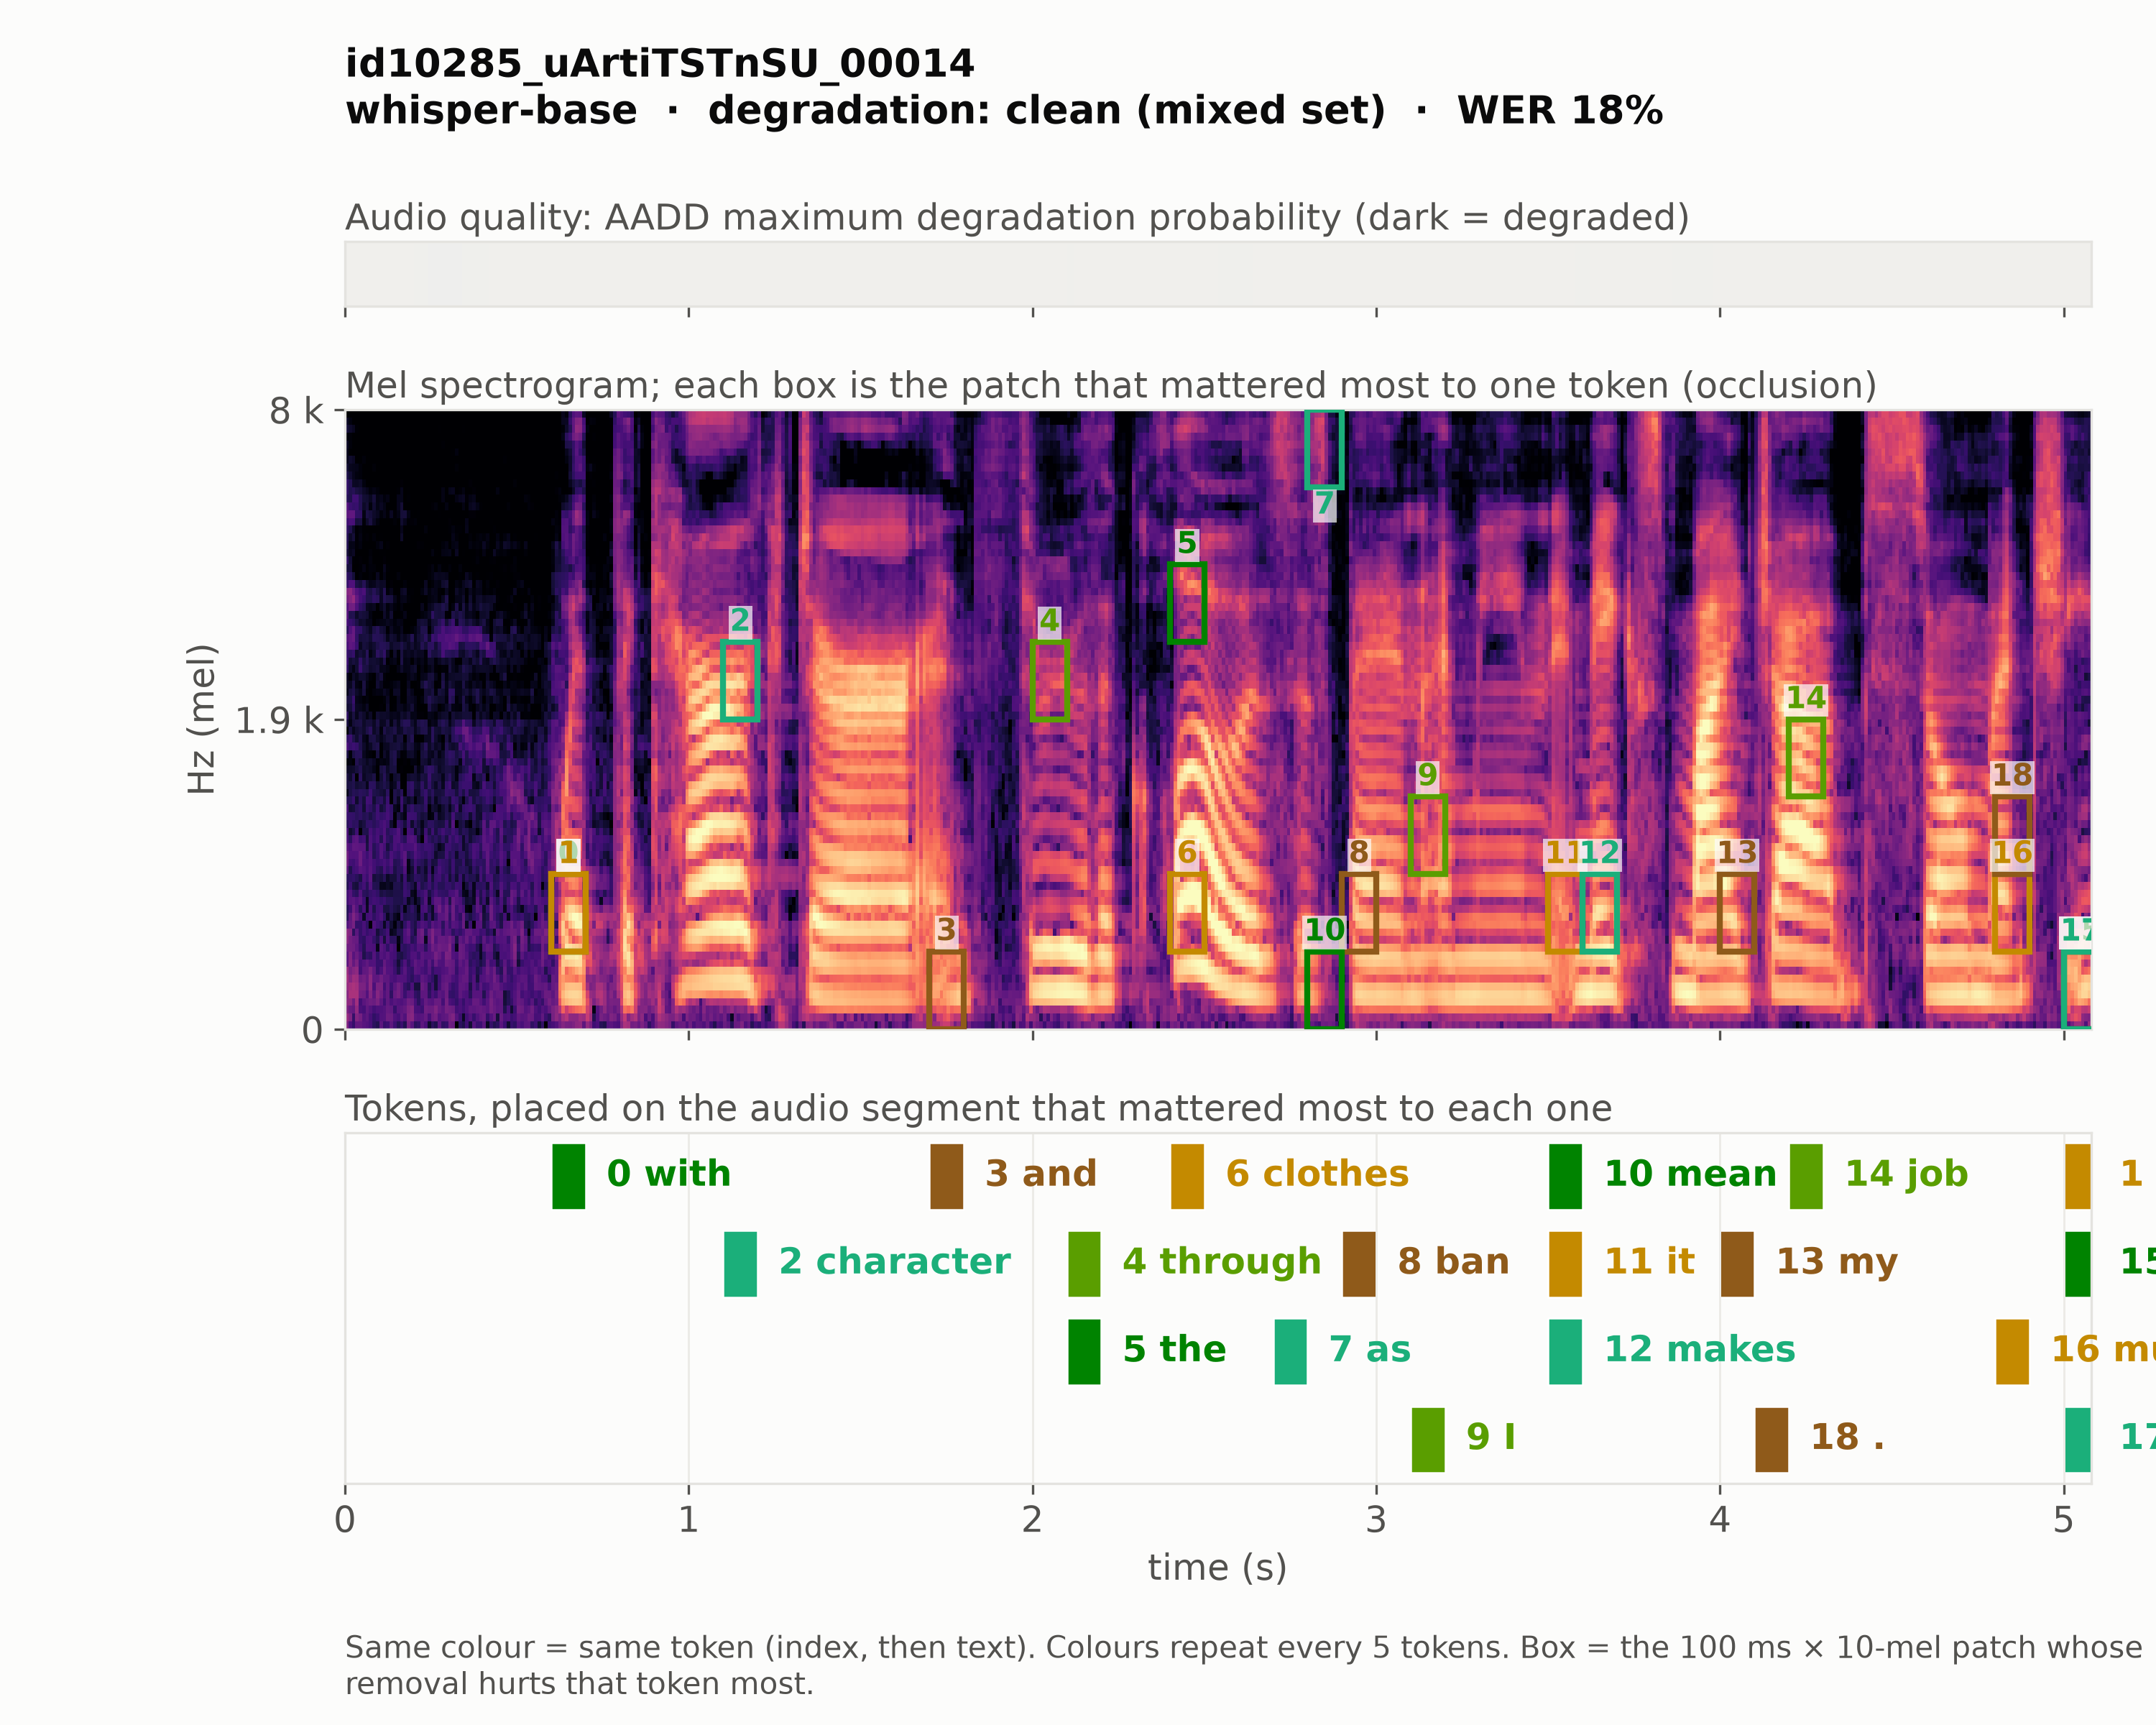 id10285_uArtiTSTnSU_00014
whisper-base · degradation: clean (mixed set) · WER 18%
Audio quality: AADD maximum degradation probability (dark = degraded)
Mel spectrogram; each box is the patch that mattered most to one token (occlusion)
8 k
1.9 k
0
Hz (mel)
7
5
2
4
14
9
18
1
6
8
11
12
13
16
3
10
17
Tokens, placed on the audio segment that mattered most to each one
0 with
3 and
6 clothes
10 mean
14 job
1
2 character
4 through
8 ban
11 it
13 my
15
5 the
7 as
12 makes
16 mu
9 I
18 .
17
0 1 2 3 4 5
time (s)
Same colour = same token (index, then text). Colours repeat every 5 tokens. Box = the 100 ms × 10-mel patch whose
removal hurts that token most.